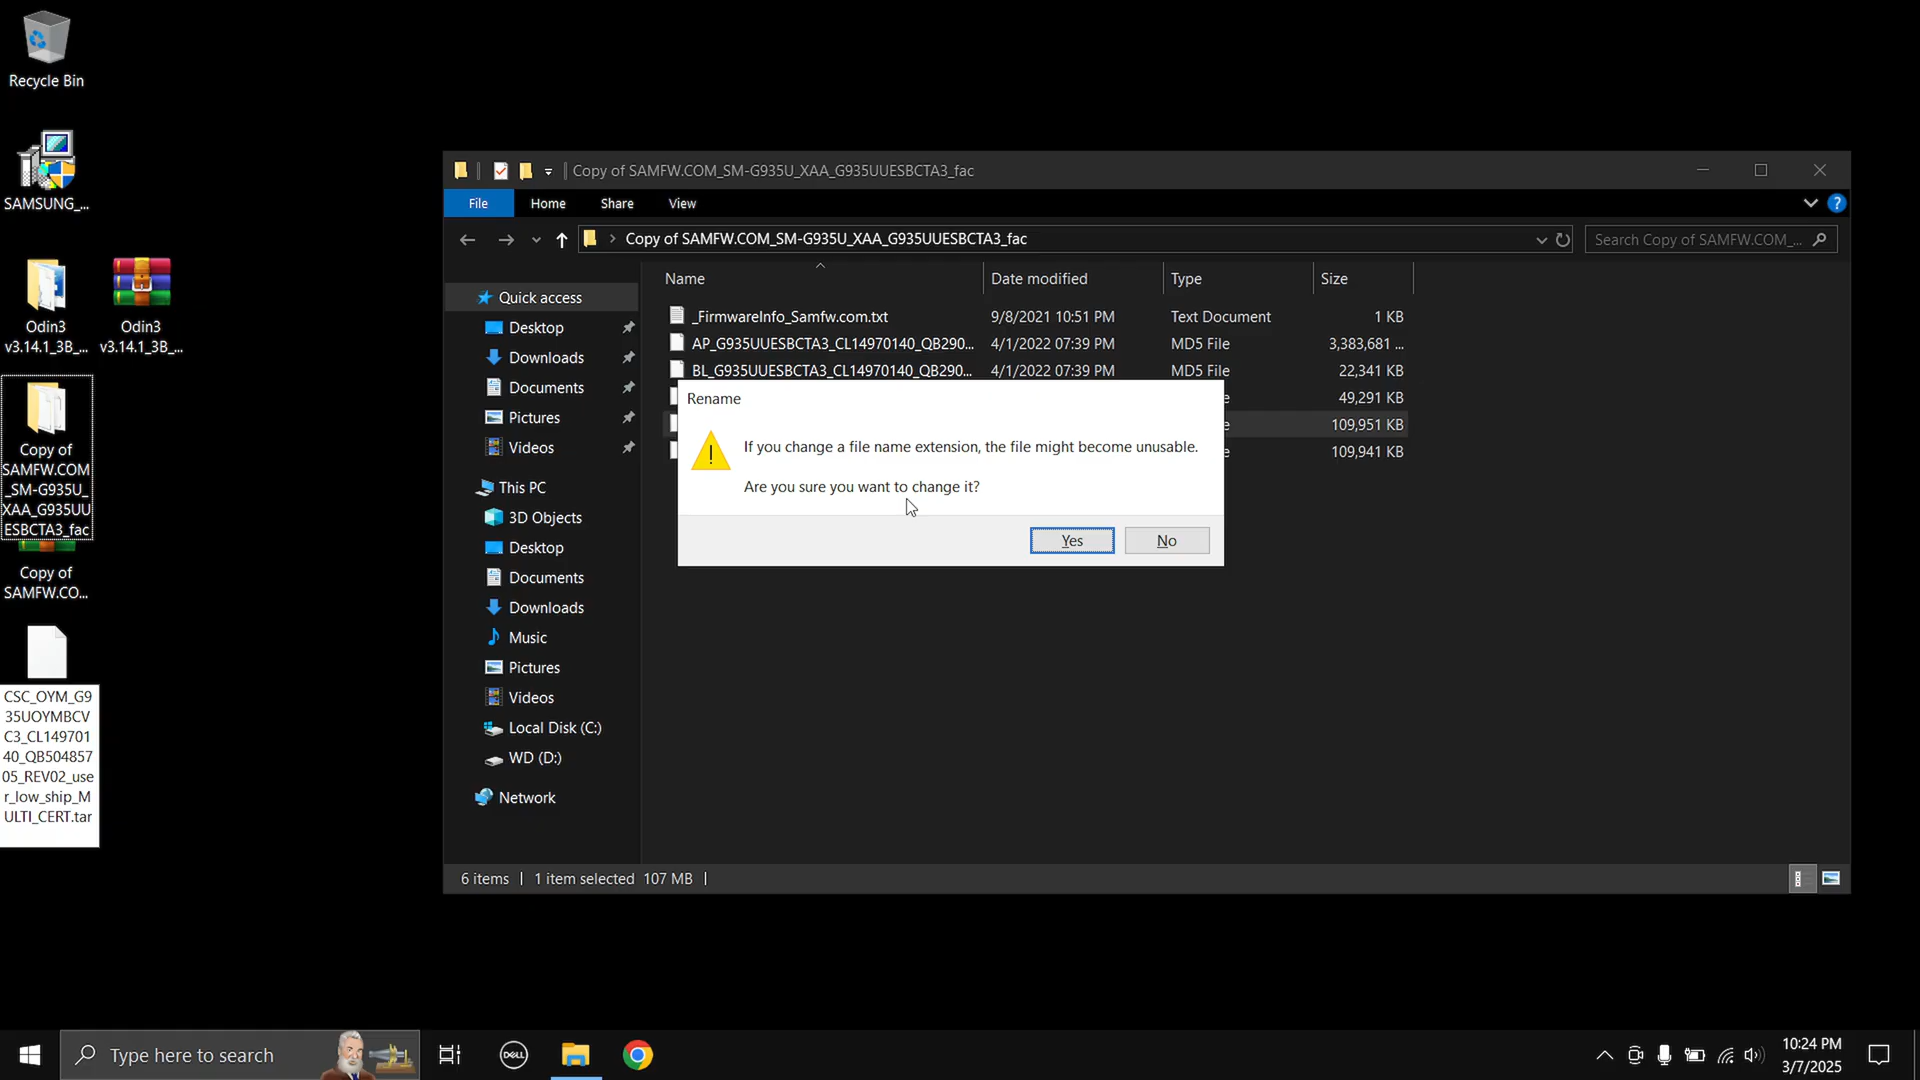 Recycle Bin
SAMSUNG_...
Odin3
v3.14.1_3B_...
Odin3
v3.14.1_3B_...
Copy of
SAMFW.COM
_SM-G935U_
XAA_G935UU
ESBCTA3_fac
Copy of
SAMFW.CO...
CSC_OYM_G9
35UOYMBCV
C3_CL149701
40_QB504857
05_REV02_use
r_low_ship_M
ULTI_CERT.tar
Copy of SAMFW.COM_SM-G935U_XAA_G935UUESBCTA3_fac
File Home Share View
Copy of SAMFW.COM_SM-G935U_XAA_G935UUESBCTA3_fac
Search Copy of SAMFW.COM_...
Quick access
Desktop
Downloads
Documents
Pictures
Videos
This PC
3D Objects
Desktop
Documents
Downloads
Music
Pictures
Videos
Local Disk (C:)
WD (D:)
Network
Name Date modified Type Size
_FirmwareInfo_Samfw.com.txt 9/8/2021 10:51 PM Text Document 1 KB
AP_G935UUESBCTA3_CL14970140_QB290... 4/1/2022 07:39 PM MD5 File 3,383,681 ...
BL_G935UUESBCTA3_CL14970140_QB290... 4/1/2022 07:39 PM MD5 File 22,341 KB
e 49,291 KB
e 109,951 KB
e 109,941 KB
Rename
If you change a file name extension, the file might become unusable.
Are you sure you want to change it?
Yes No
6 items 1 item selected 107 MB
Type here to search
DELL
10:24 PM
3/7/2025